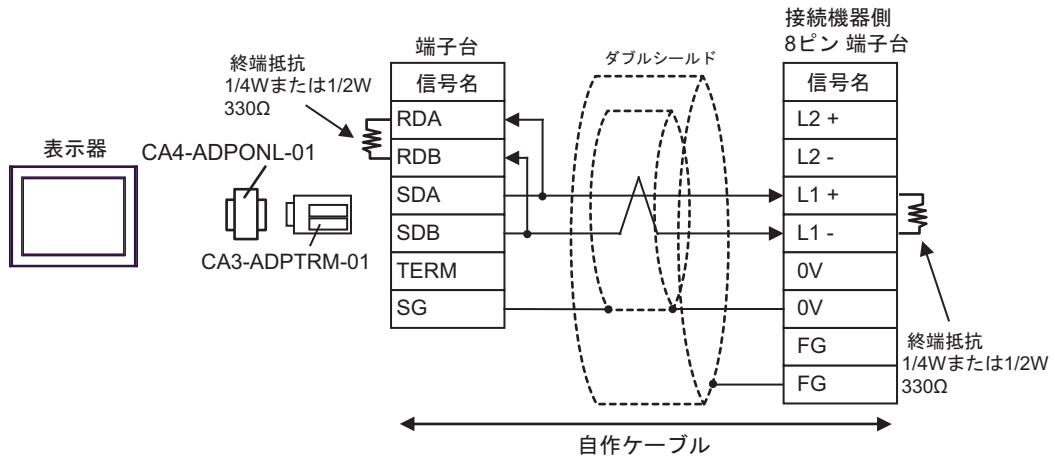 接続機器側
8ピン 端子台
端子台
ダブルシールド
終端抵抗
1/4Wまたは1/2W
330Ω
信号名
信号名
RDA
L2 +
表示器
CA4-ADPONL-01
RDB
L2 -
SDA
L1 +
SDB
L1 -
CA3-ADPTRM-01
TERM
0V
SG
0V
FG
FG
終端抵抗
1/4Wまたは1/2W
330Ω
自作ケーブル